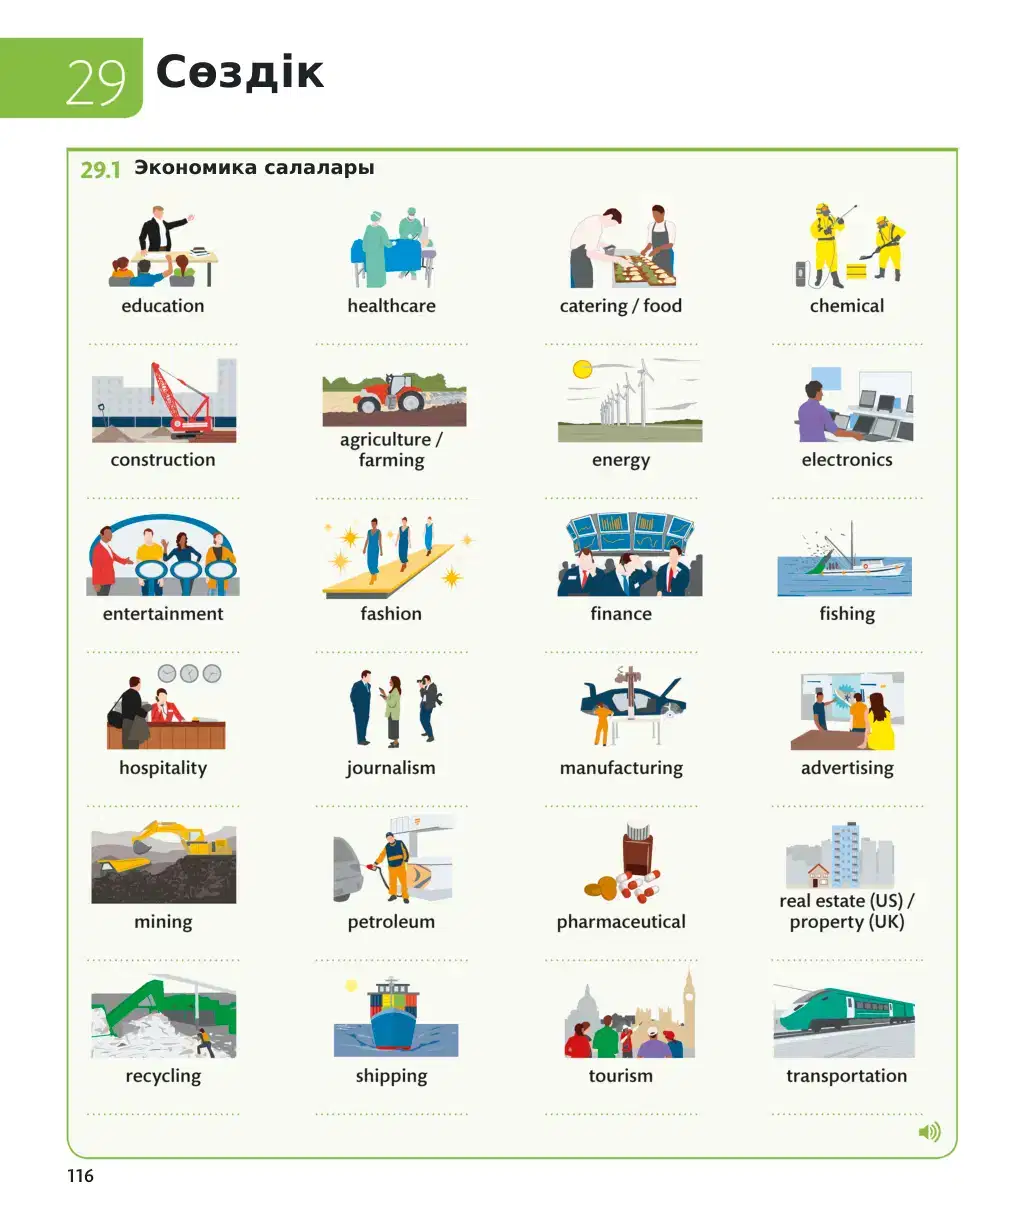 29 Сөздік
29.1 Экономика салалары
education
healthcare
catering / food
chemical
construction
agriculture /
farming
energy
electronics
entertainment
fashion
finance
fishing
hospitality
journalism
manufacturing
advertising
mining
petroleum
pharmaceutical
real estate (US) /
property (UK)
recycling
shipping
tourism
transportation
116